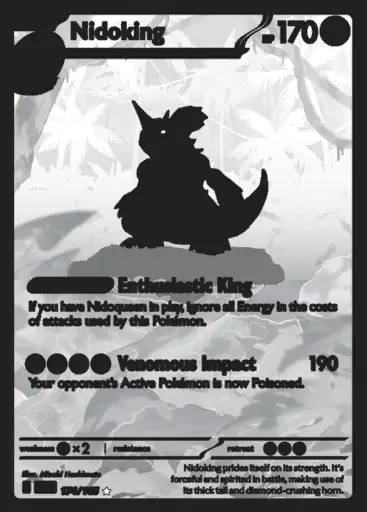 Nidoking
170
Enthusiastic King
If you have Nidoqueen in play, ignore all Energy in the costs
of attacks used by this Pokémon.
Venomous Impact 190
Your opponent's Active Pokémon is now Poisoned.
weakness ×2 resistance retreat
Nidoking prides itself on its strength. It's
forceful and spirited in battle, making use of
its thick tail and diamond-crushing horn.
Illus.
174/165